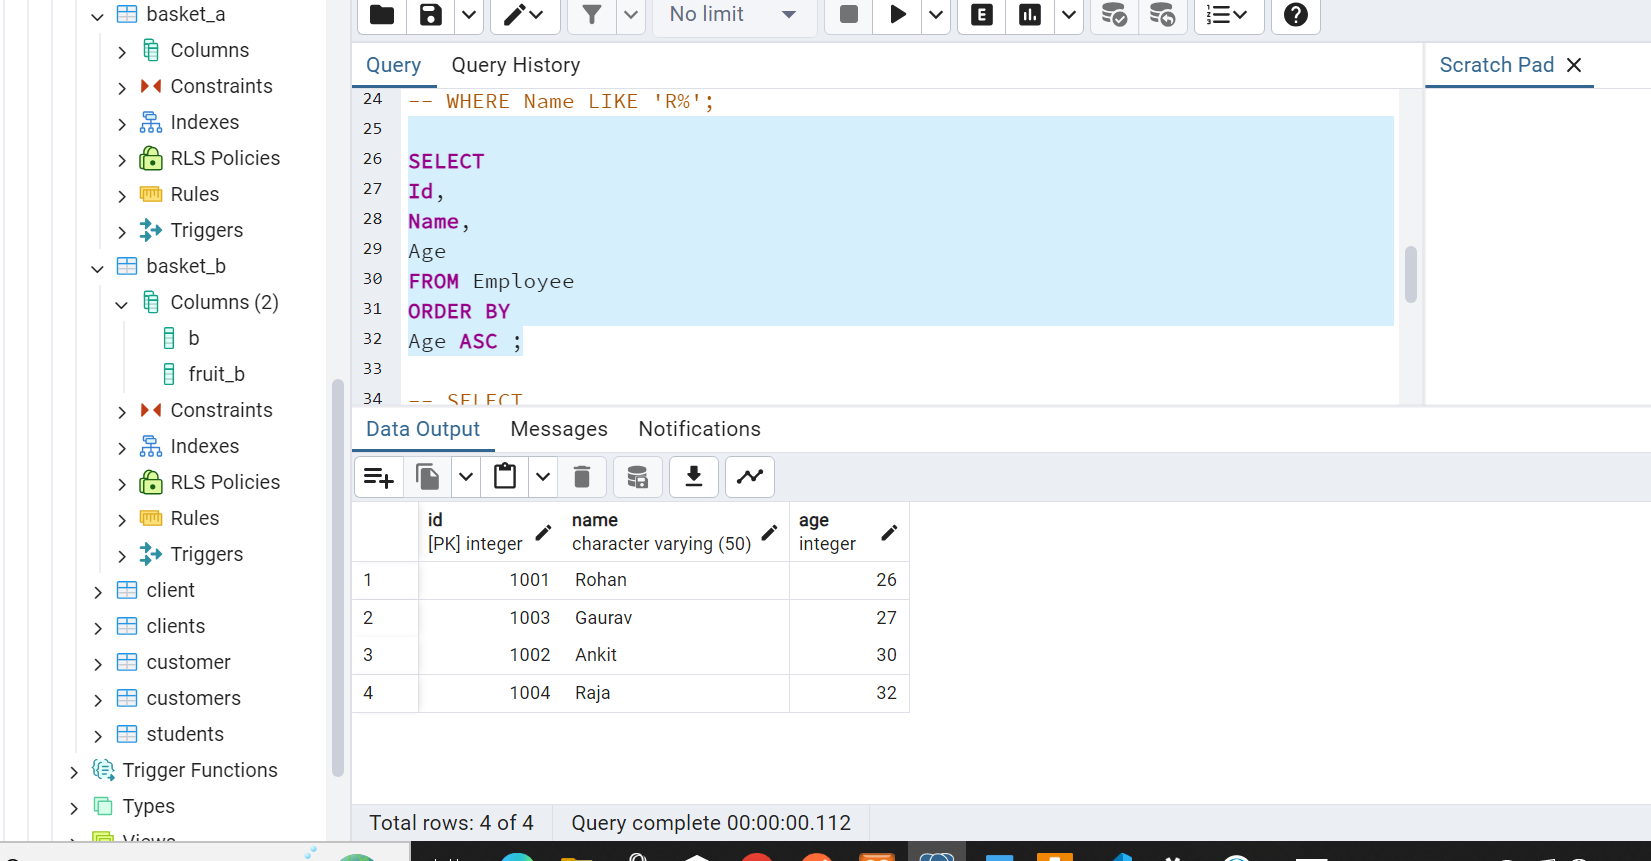 basket_a
Columns
Constraints
Indexes
RLS Policies
Rules
Triggers
basket_b
Columns (2)
b
fruit_b
Constraints
Indexes
RLS Policies
Rules
Triggers
client
clients
customer
customers
students
Trigger Functions
Types
Views
No limit
E
Query
Query History
Scratch Pad
24 -- WHERE Name LIKE 'R%';
25
26 SELECT
27 Id,
28 Name,
29 Age
30 FROM Employee
31 ORDER BY
32 Age ASC ;
33
34 -- SELECT
Data Output
Messages
Notifications
id name age
[PK] integer character varying (50) integer
1 1001 Rohan 26
2 1003 Gaurav 27
3 1002 Ankit 30
4 1004 Raja 32
Total rows: 4 of 4
Query complete 00:00:00.112